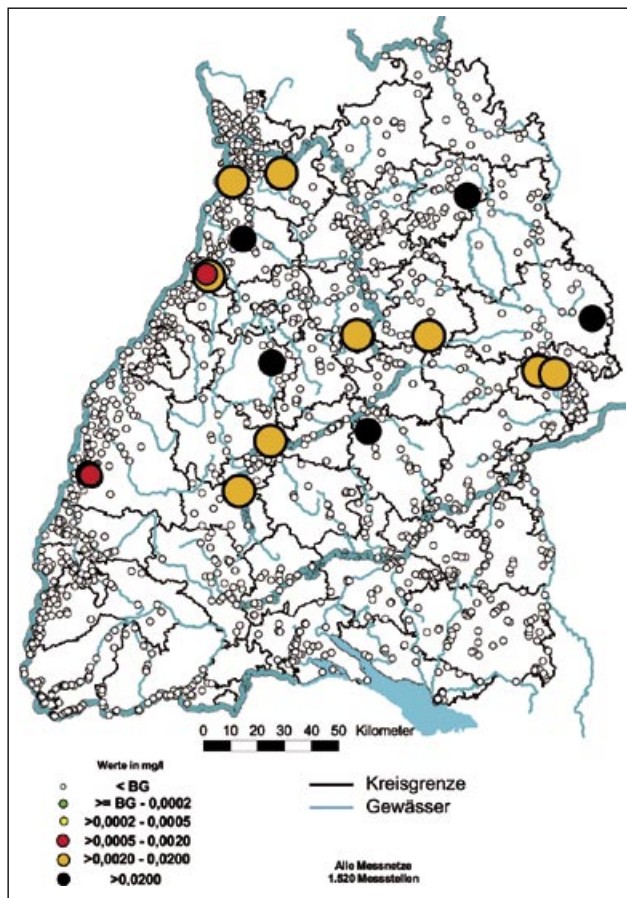 0 10 20 30 40 50 Kilometer
Werte in mg/l
< BG
>= BG - 0,0002
>0,0002 - 0,0005
>0,0005 - 0,0020
>0,0020 - 0,0200
>0,0200
Kreisgrenze
Gewässer
Alle Messnetze
1.520 Messstellen